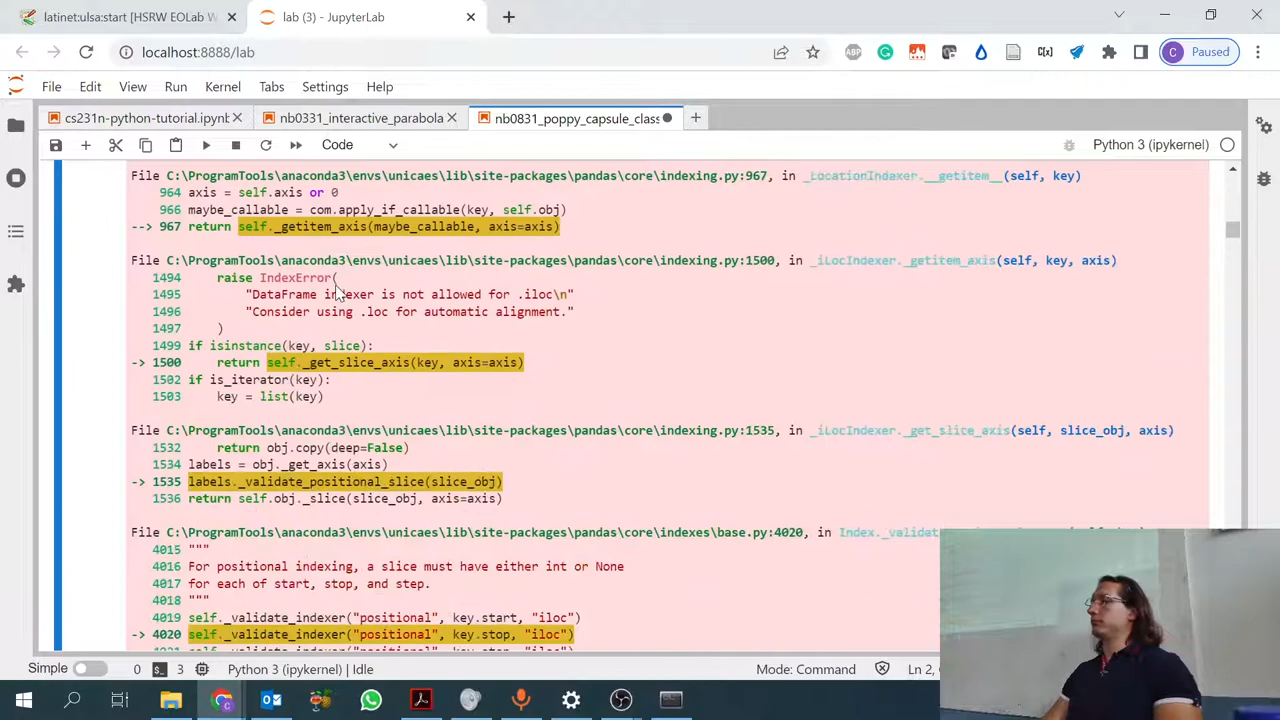 latinet:ulsa:start [HSRW EOLab W
lab (3) - JupyterLab
localhost:8888/lab
ABP
C[x]
C Paused
File Edit View Run Kernel Tabs Settings Help
cs231n-python-tutorial.ipynb
nb0331_interactive_parabola
nb0831_poppy_capsule_class
Code
Python 3 (ipykernel)
File C:\ProgramTools\anaconda3\envs\unicaes\lib\site-packages\pandas\core\indexing.py:967, in _LocationIndexer.__getitem__(self, key)
964 axis = self.axis or 0
966 maybe_callable = com.apply_if_callable(key, self.obj)
--> 967 return self._getitem_axis(maybe_callable, axis=axis)
File C:\ProgramTools\anaconda3\envs\unicaes\lib\site-packages\pandas\core\indexing.py:1500, in _iLocIndexer._getitem_axis(self, key, axis)
1494 raise IndexError(
1495 "DataFrame indexer is not allowed for .iloc\n"
1496 "Consider using .loc for automatic alignment."
1497 )
1499 if isinstance(key, slice):
-> 1500 return self._get_slice_axis(key, axis=axis)
1502 if is_iterator(key):
1503 key = list(key)
File C:\ProgramTools\anaconda3\envs\unicaes\lib\site-packages\pandas\core\indexing.py:1535, in _iLocIndexer._get_slice_axis(self, slice_obj, axis)
1532 return obj.copy(deep=False)
1534 labels = obj._get_axis(axis)
-> 1535 labels._validate_positional_slice(slice_obj)
1536 return self.obj._slice(slice_obj, axis=axis)
File C:\ProgramTools\anaconda3\envs\unicaes\lib\site-packages\pandas\core\indexes\base.py:4020, in Index._validat
4015 """
4016 For positional indexing, a slice must have either int or None
4017 for each of start, stop, and step.
4018 """
4019 self._validate_indexer("positional", key.start, "iloc")
-> 4020 self._validate_indexer("positional", key.stop, "iloc")
Simple 0 3 Python 3 (ipykernel) | Idle Mode: Command Ln 2,